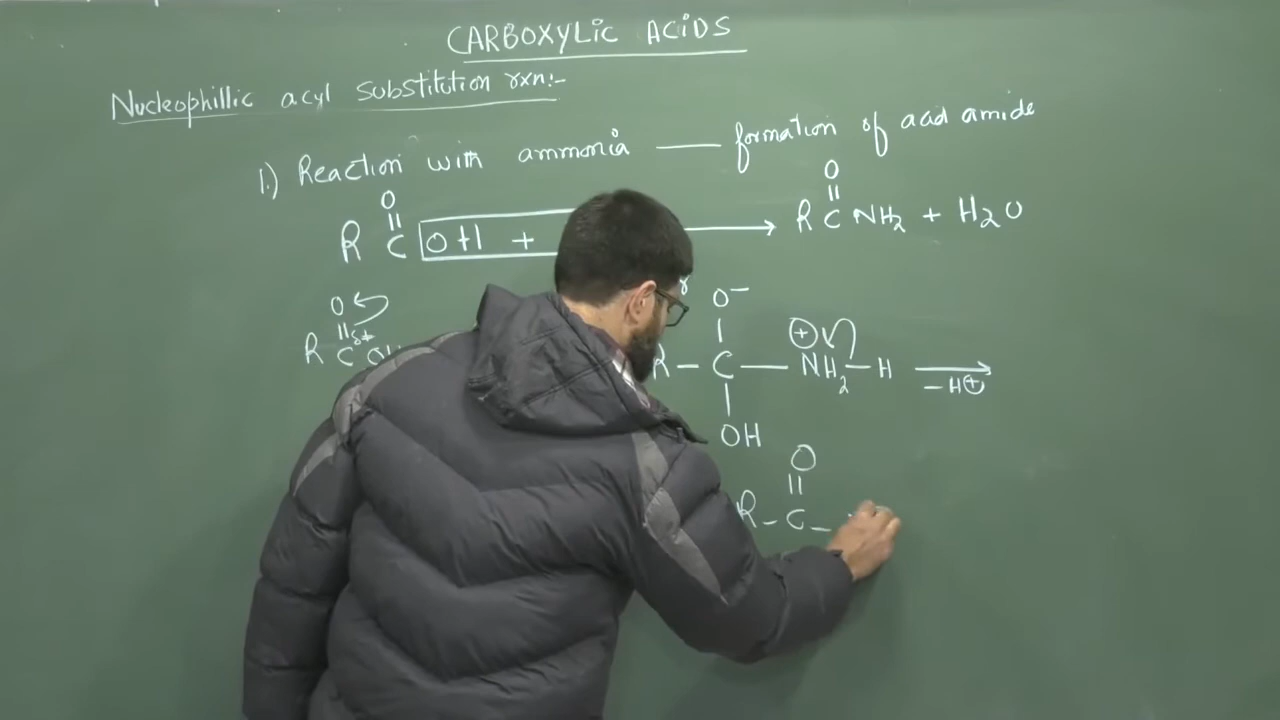 CARBOXYLIC ACIDS
Nucleophillic acyl substitution rxn:-
1.) Reaction with ammonia — formation of acid amide
O O
|| ||
R C OH + → R C NH2 + H2O
O O−
|| δ+ | ⊕
R C OH R – C — NH2 – H →
| – H⊕
OH
O
||
R – C –